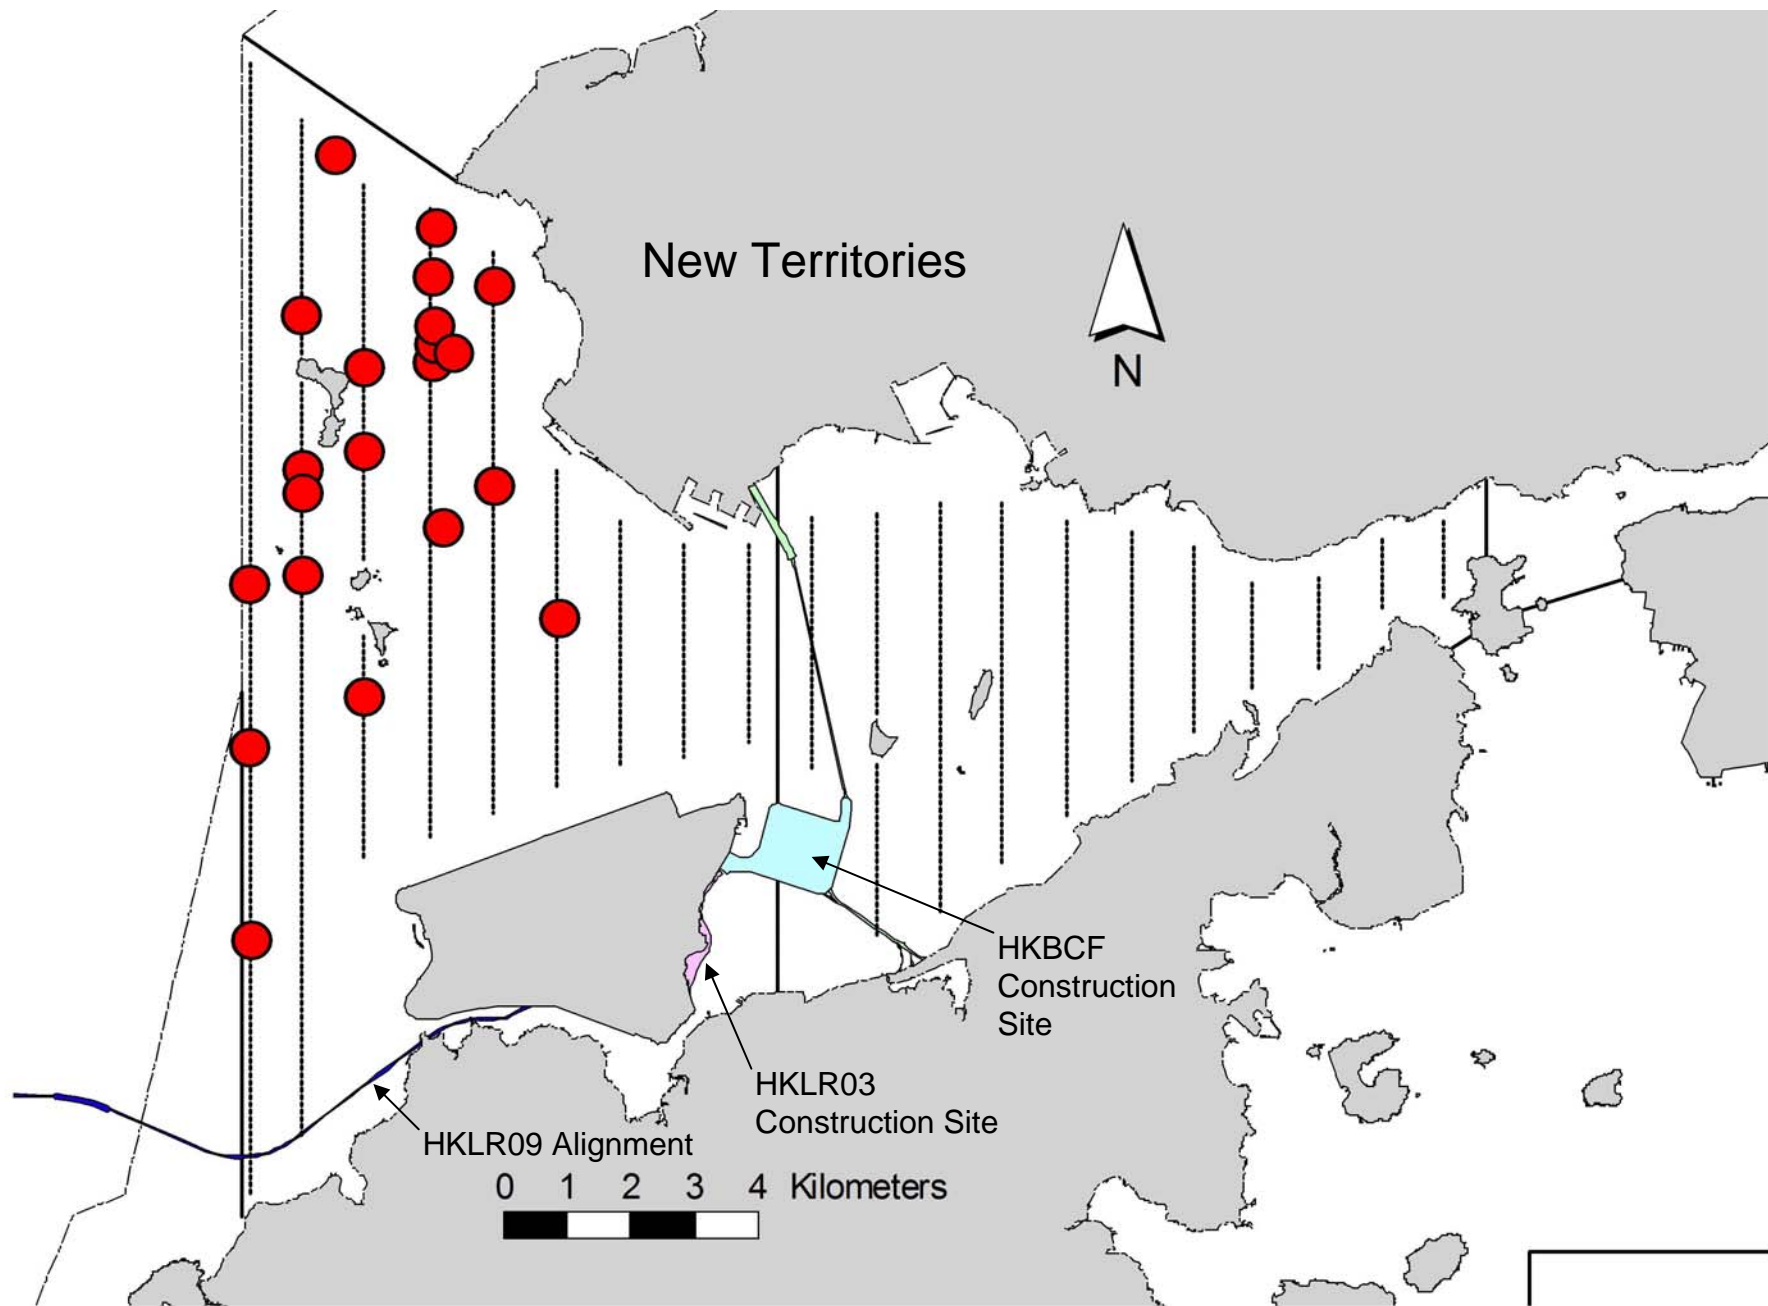 New Territories
N
HKBCF
Construction
Site
HKLR03
Construction Site
HKLR09 Alignment
0 1 2 3 4 Kilometers